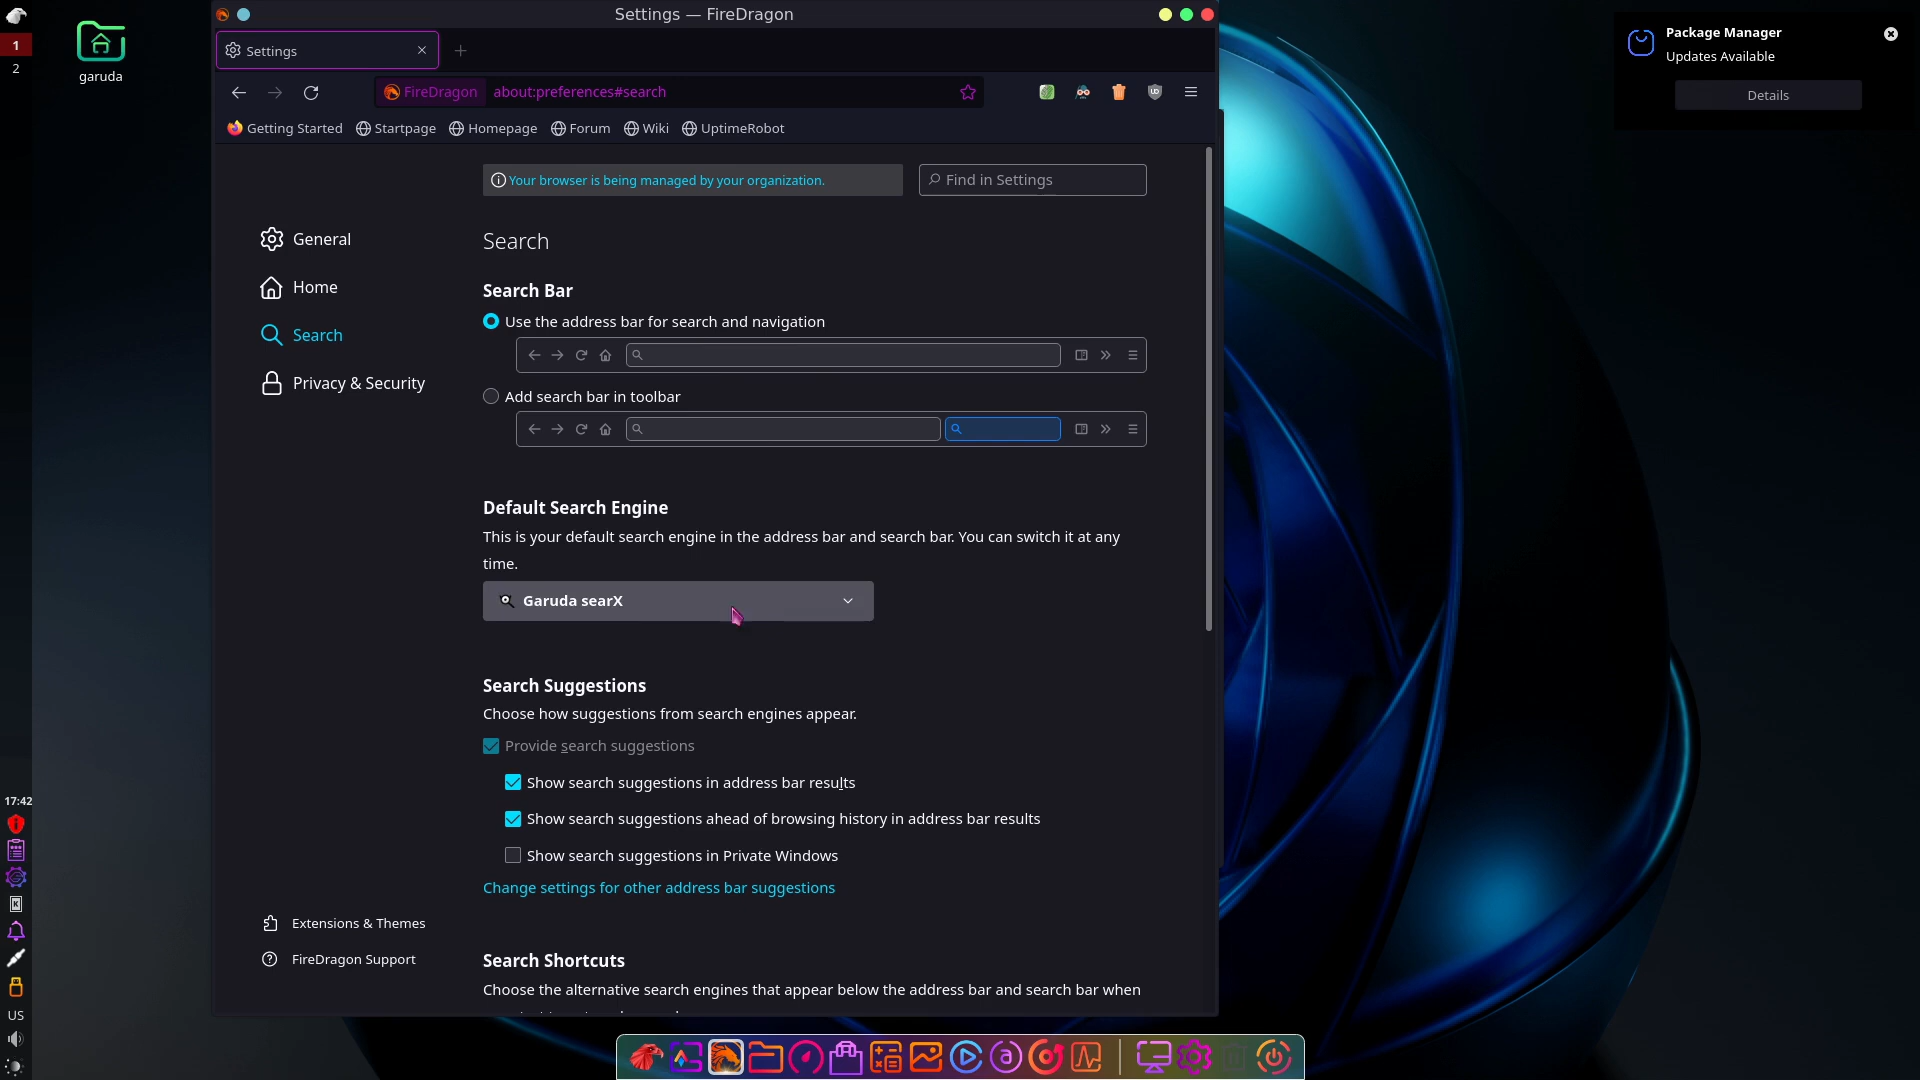 1
2
garuda
Settings — FireDragon
Settings
FireDragon about:preferences#search
Getting Started Startpage Homepage Forum Wiki UptimeRobot
Your browser is being managed by your organization.
Find in Settings
General
Home
Search
Privacy & Security
Extensions & Themes
FireDragon Support
Search
Search Bar
Use the address bar for search and navigation
Add search bar in toolbar
Default Search Engine
This is your default search engine in the address bar and search bar. You can switch it at any
time.
Garuda searX
Search Suggestions
Choose how suggestions from search engines appear.
Provide search suggestions
Show search suggestions in address bar results
Show search suggestions ahead of browsing history in address bar results
Show search suggestions in Private Windows
Change settings for other address bar suggestions
Search Shortcuts
Choose the alternative search engines that appear below the address bar and search bar when
Package Manager
Updates Available
Details
17:42
US